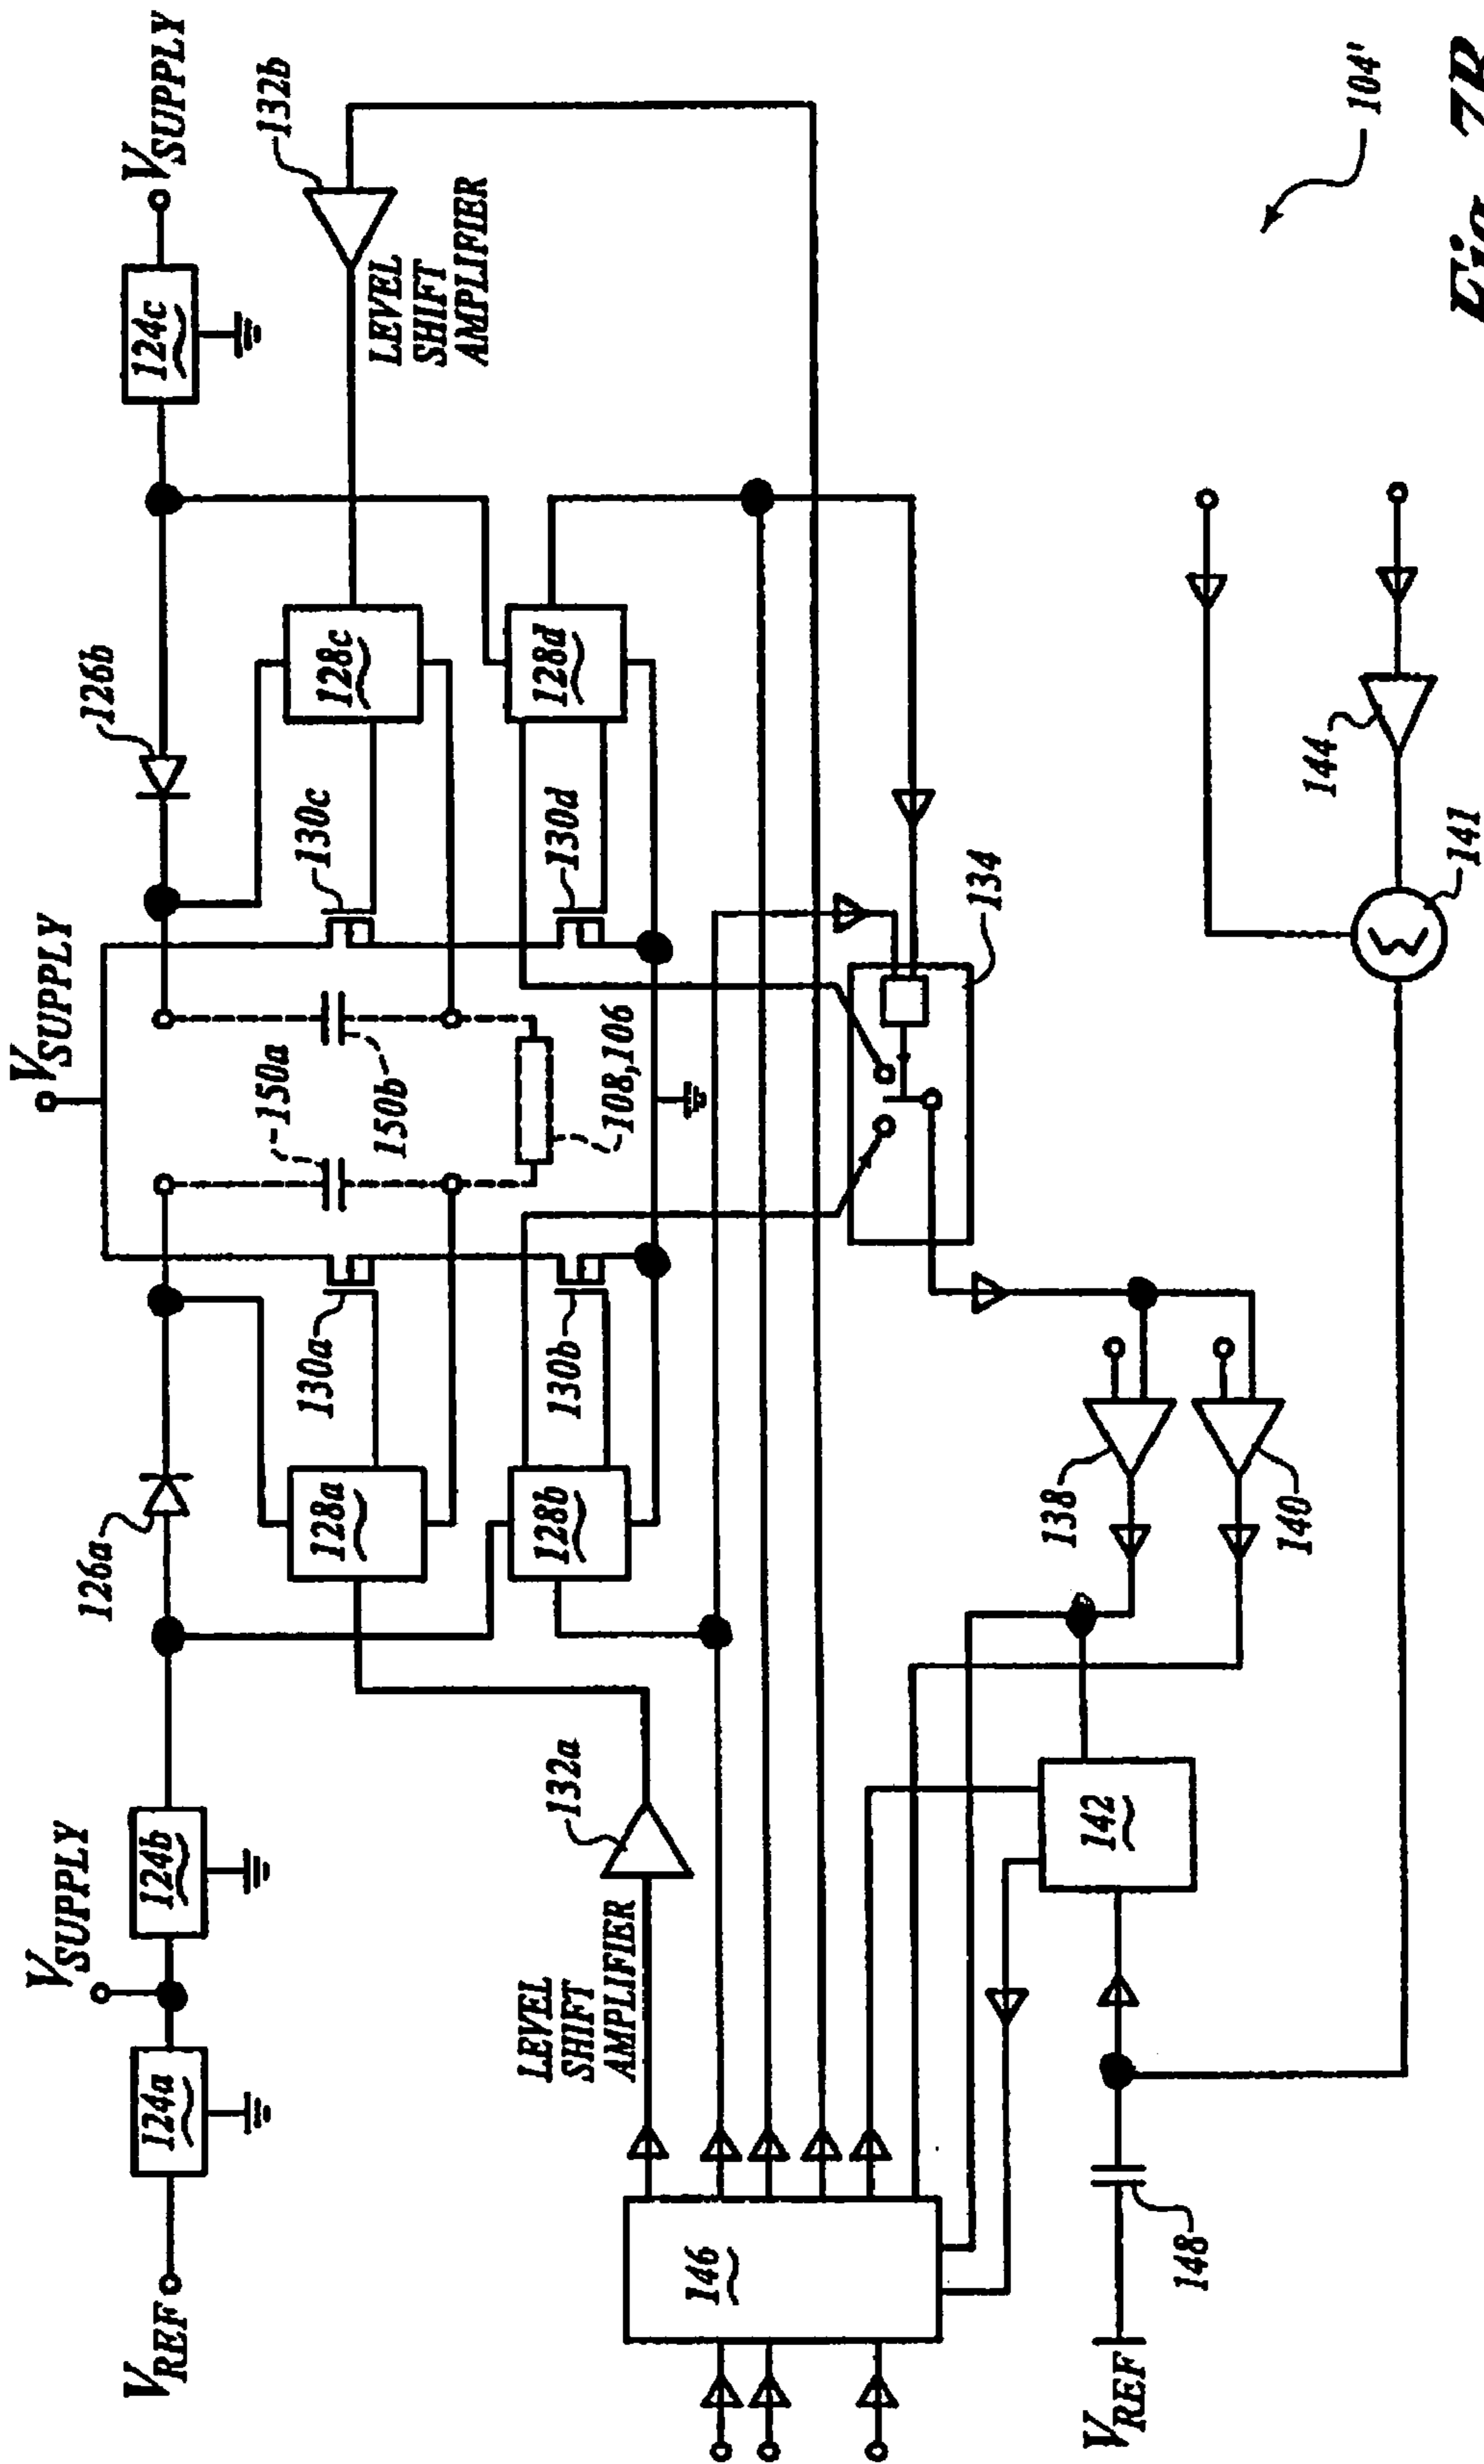 VSUPPLY
VSUPPLY
VSUPPLY
VREF
124a
124b
126a
126b
124c
132b
LEVEL
SHIFT
AMPLIFIER
150a
150b
128a
130a
130c
128c
128b
130b
130d
128d
108,106
132a
LEVEL
SHIFT
AMPLIFIER
134
146
142
138
140
148
VREF
144
141
104'
Fig. 7B